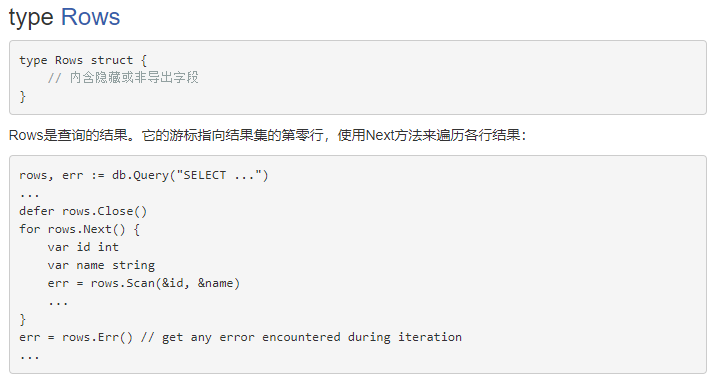 type Rows
type Rows struct {
    // 内含隐藏或非导出字段
}
Rows是查询的结果。它的游标指向结果集的第零行，使用Next方法来遍历各行结果：
rows, err := db.Query("SELECT ...")
...
defer rows.Close()
for rows.Next() {
    var id int
    var name string
    err = rows.Scan(&id, &name)
    ...
}
err = rows.Err() // get any error encountered during iteration
...